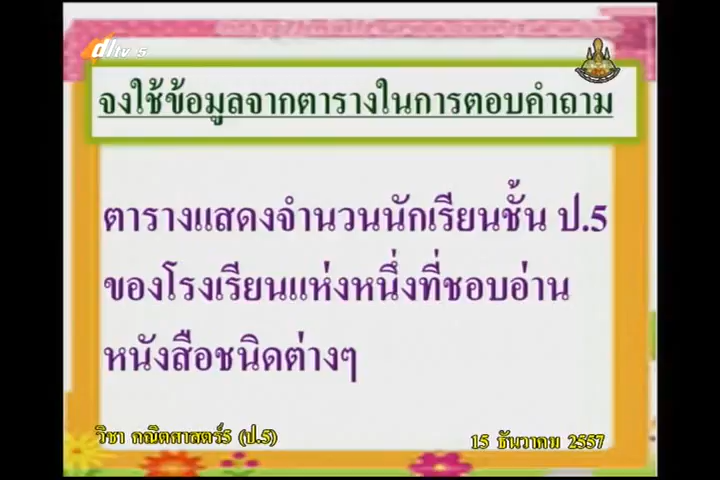 dltv 5
จงใช้ข้อมูลจากตารางในการตอบคำถาม
ตารางแสดงจำนวนนักเรียนชั้น ป.5
ของโรงเรียนแห่งหนึ่งที่ชอบอ่าน
หนังสือชนิดต่างๆ
วิชา คณิตศาสตร์5 (ป.5)
15 ธันวาคม 2557